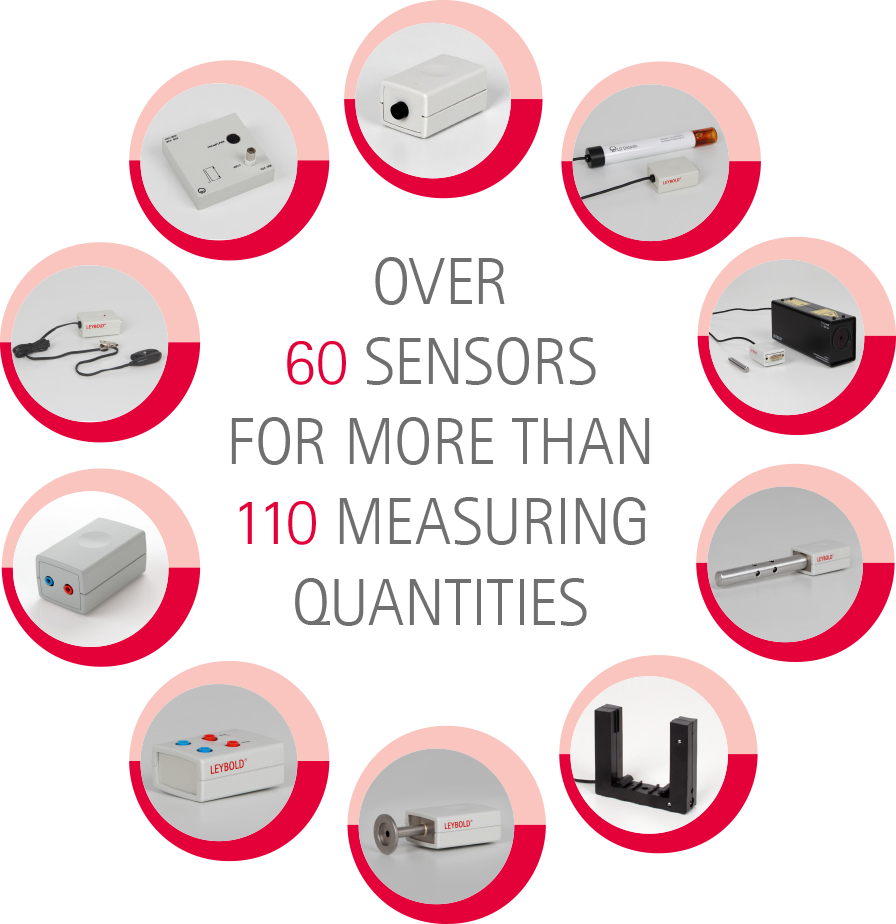 OVER
60 SENSORS
FOR MORE THAN
110 MEASURING
QUANTITIES
LEYBOLD®
LEYBOLD®
LEYBOLD®
LEYBOLD®
LEYBOLD®